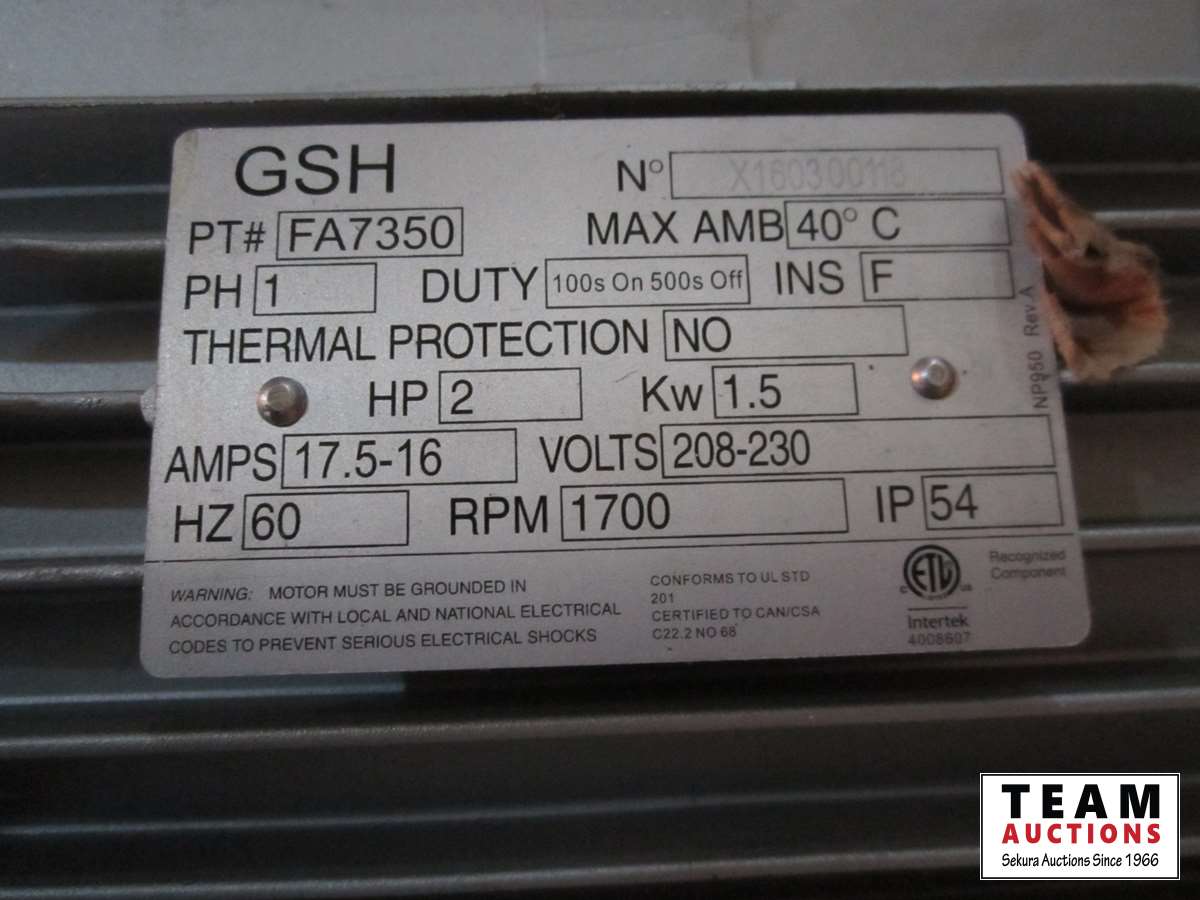 GSH
N° X160300118
PT# FA7350
MAX AMB 40° C
PH 1 DUTY 100s On 500s Off INS F
THERMAL PROTECTION NO
HP 2 Kw 1.5
AMPS 17.5-16 VOLTS 208-230
HZ 60 RPM 1700 IP 54
NP950 Rev.A
WARNING: MOTOR MUST BE GROUNDED IN
ACCORDANCE WITH LOCAL AND NATIONAL ELECTRICAL
CODES TO PREVENT SERIOUS ELECTRICAL SHOCKS
CONFORMS TO UL STD
201
CERTIFIED TO CAN/CSA
C22.2 NO 68
ETL
C US
Recognized
Component
Intertek
4008607
TEAM
AUCTIONS
Sekura Auctions Since 1966